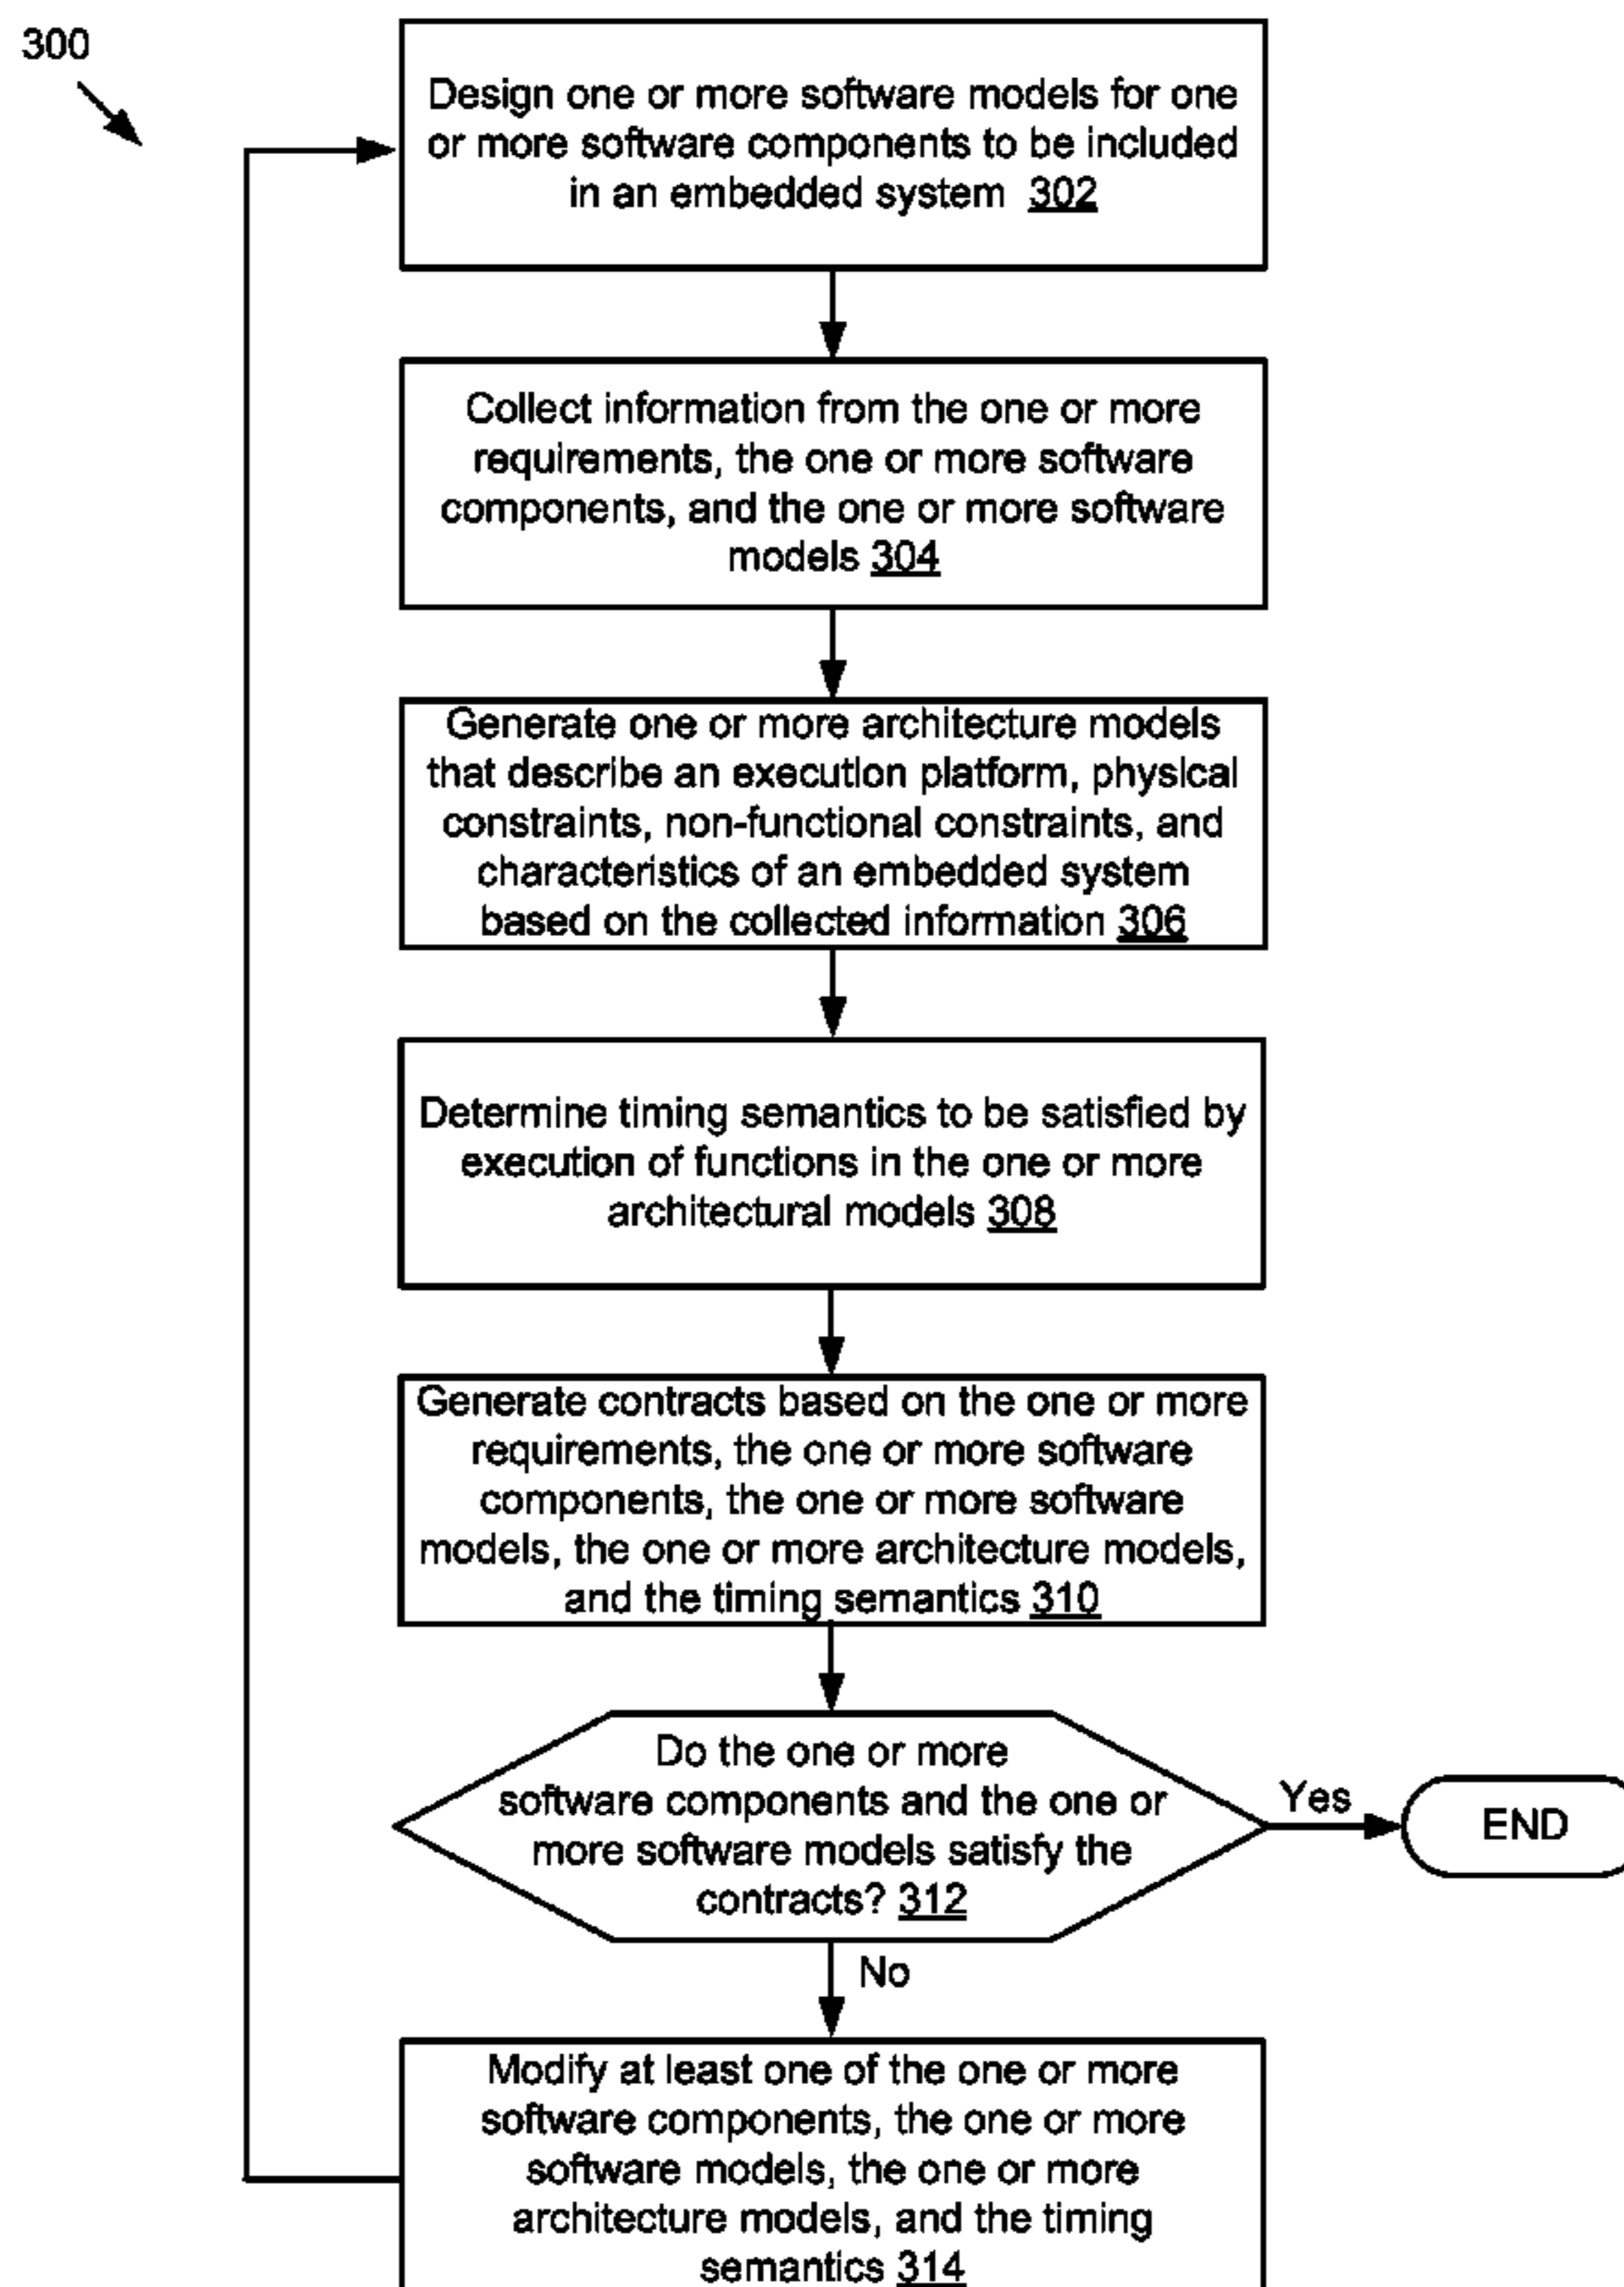 300
Design one or more software models for one
or more software components to be included
in an embedded system 302
Collect information from the one or more
requirements, the one or more software
components, and the one or more software
models 304
Generate one or more architecture models
that describe an execution platform, physical
constraints, non-functional constraints, and
characteristics of an embedded system
based on the collected information 306
Determine timing semantics to be satisfied by
execution of functions in the one or more
architectural models 308
Generate contracts based on the one or more
requirements, the one or more software
components, the one or more software
models, the one or more architecture models,
and the timing semantics 310
Do the one or more
software components and the one or
more software models satisfy the
contracts? 312
Yes
END
No
Modify at least one of the one or more
software components, the one or more
software models, the one or more
architecture models, and the timing
semantics 314